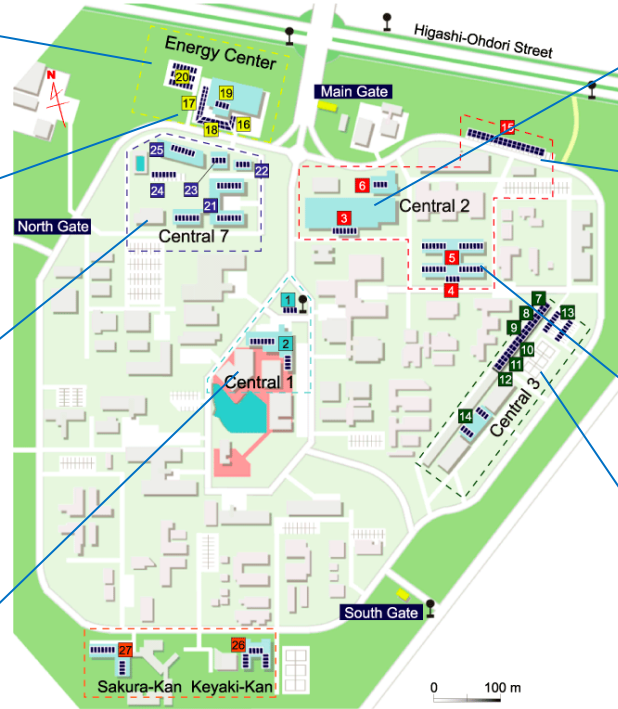 Higashi-Ohdori Street
Energy Center
N
20
19
17
Main Gate
18
16
15
25
22
24
23
6
21
3
Central 2
North Gate
Central 7
5
4
1
7
8
13
9
2
10
11
Central 1
12
14
Central 3
South Gate
27
26
Sakura-Kan
Keyaki-Kan
0
100 m